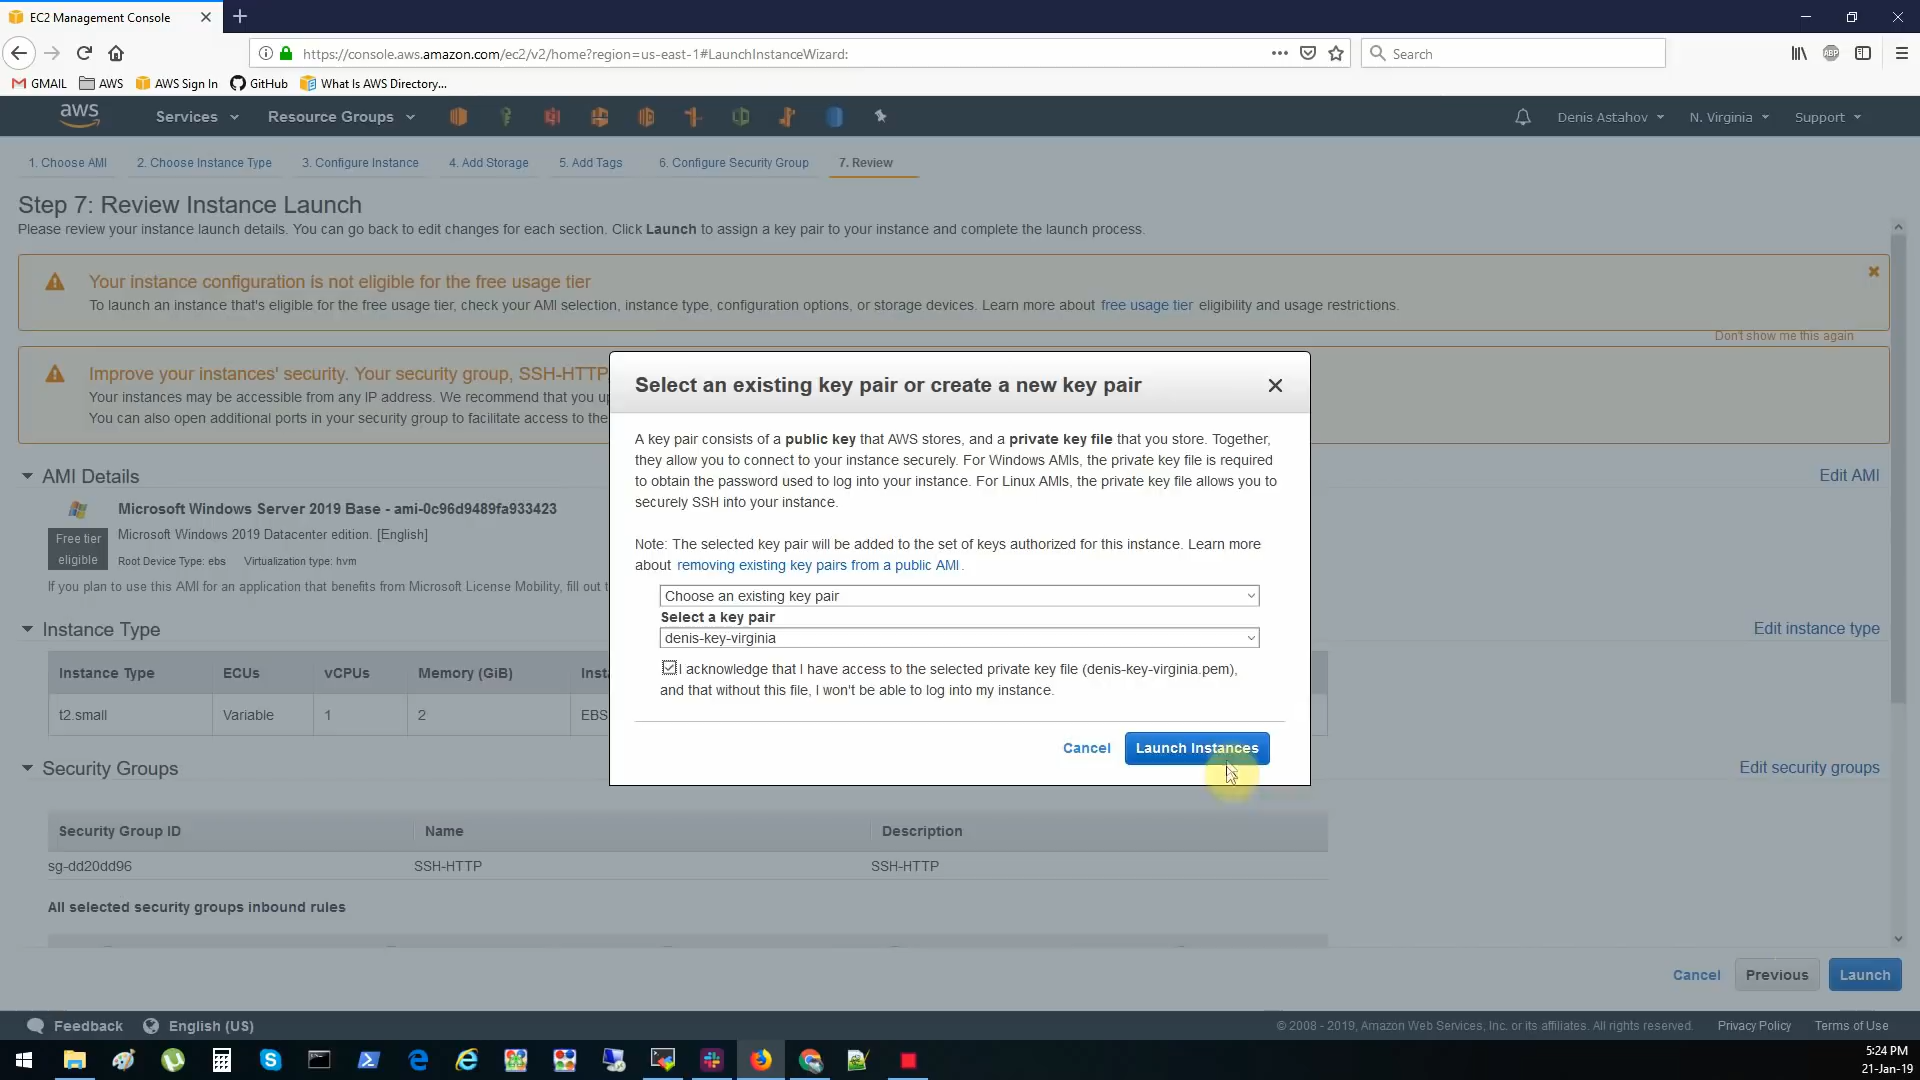 EC2 Management Console
https://console.aws.amazon.com/ec2/v2/home?region=us-east-1#LaunchInstanceWizard:
Search
GMAIL
AWS
AWS Sign In
GitHub
What Is AWS Directory...
aws
Services
Resource Groups
Denis Astahov
N. Virginia
Support
1. Choose AMI
2. Choose Instance Type
3. Configure Instance
4. Add Storage
5. Add Tags
6. Configure Security Group
7. Review
Step 7: Review Instance Launch
Please review your instance launch details. You can go back to edit changes for each section. Click Launch to assign a key pair to your instance and complete the launch process.
Your instance configuration is not eligible for the free usage tier
To launch an instance that's eligible for the free usage tier, check your AMI selection, instance type, configuration options, or storage devices. Learn more about free usage tier eligibility and usage restrictions.
Don't show me this again
Improve your instances' security. Your security group, SSH-HTTP
Your instances may be accessible from any IP address. We recommend that you up
You can also open additional ports in your security group to facilitate access to the
Select an existing key pair or create a new key pair
A key pair consists of a public key that AWS stores, and a private key file that you store. Together,
they allow you to connect to your instance securely. For Windows AMIs, the private key file is required
to obtain the password used to log into your instance. For Linux AMIs, the private key file allows you to
securely SSH into your instance.
Note: The selected key pair will be added to the set of keys authorized for this instance. Learn more
about removing existing key pairs from a public AMI.
Choose an existing key pair
Select a key pair
denis-key-virginia
I acknowledge that I have access to the selected private key file (denis-key-virginia.pem),
and that without this file, I won't be able to log into my instance.
Cancel
Launch Instances
AMI Details
Edit AMI
Microsoft Windows Server 2019 Base - ami-0c96d9489fa933423
Free tier
eligible
Microsoft Windows 2019 Datacenter edition. [English]
Root Device Type: ebs
Virtualization type: hvm
If you plan to use this AMI for an application that benefits from Microsoft License Mobility, fill out t
Instance Type
Edit instance type
Instance Type
ECUs
vCPUs
Memory (GiB)
Inst
t2.small
Variable
1
2
EBS
Security Groups
Edit security groups
Security Group ID
Name
Description
sg-dd20dd96
SSH-HTTP
SSH-HTTP
All selected security groups inbound rules
Cancel
Previous
Launch
Feedback
English (US)
© 2008 - 2019, Amazon Web Services, Inc. or its affiliates. All rights reserved.
Privacy Policy
Terms of Use
5:24 PM
21-Jan-19